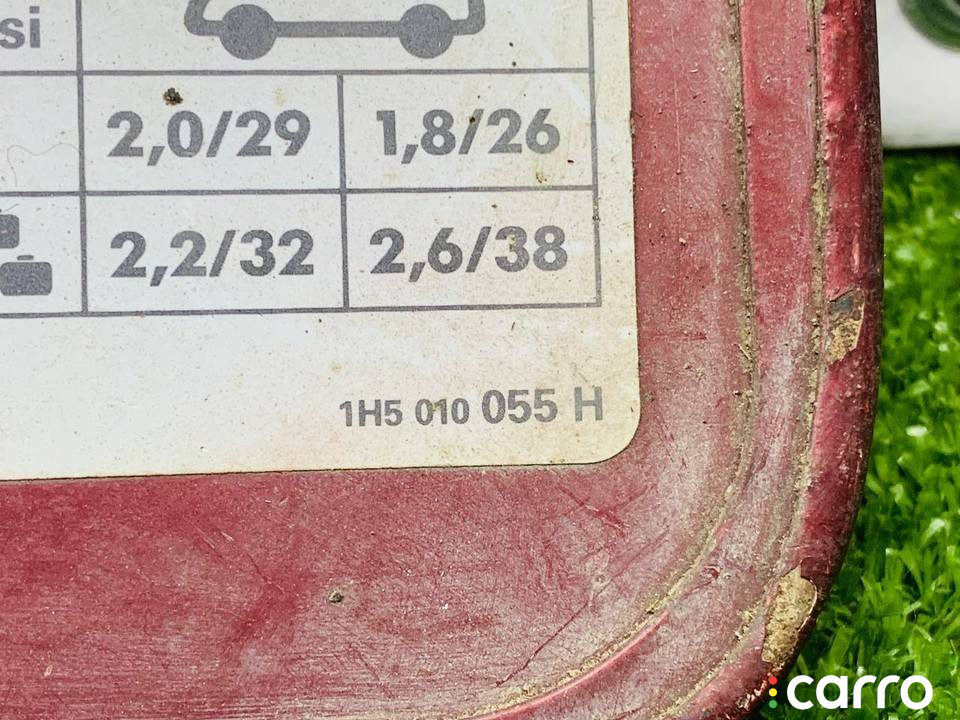 si
2,0/29 1,8/26
2,2/32 2,6/38
1H5 010 055 H
carro